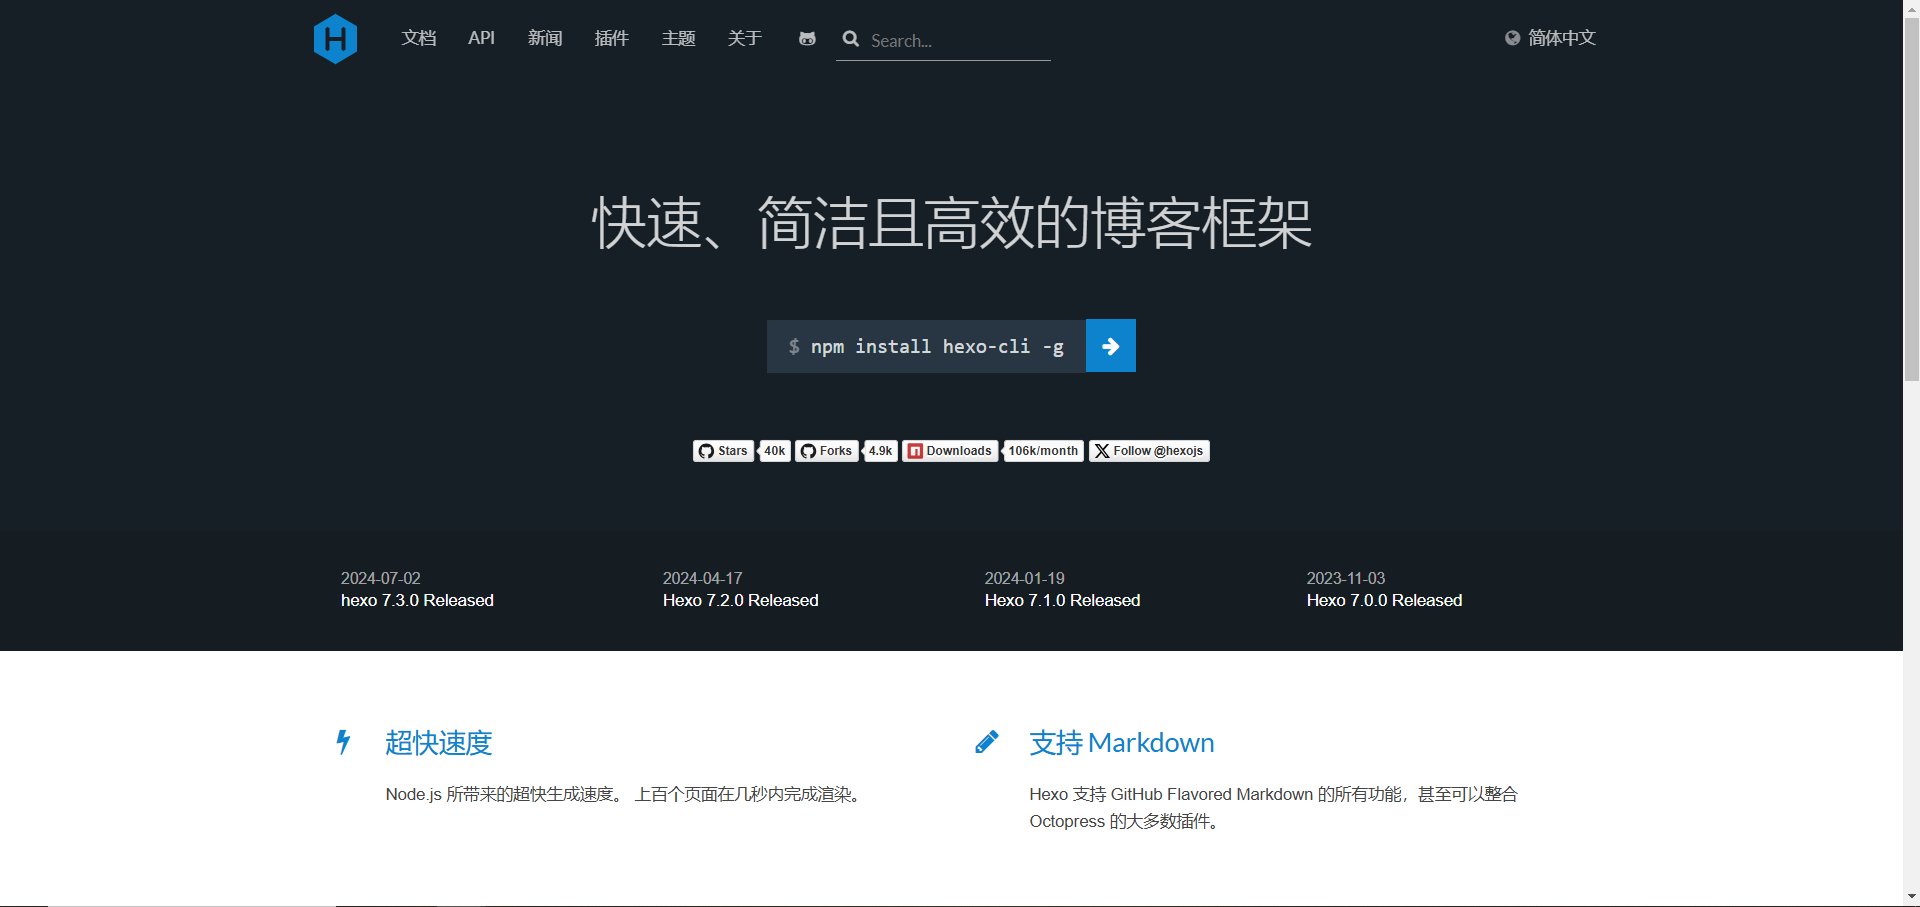 H 文档 API 新闻 插件 主题 关于 Search... 简体中文
快速、简洁且高效的博客框架
$ npm install hexo-cli -g
Stars 40k Forks 4.9k Downloads 106k/month Follow @hexojs
2024-07-02
hexo 7.3.0 Released
2024-04-17
Hexo 7.2.0 Released
2024-01-19
Hexo 7.1.0 Released
2023-11-03
Hexo 7.0.0 Released
超快速度
Node.js 所带来的超快生成速度。 上百个页面在几秒内完成渲染。
支持 Markdown
Hexo 支持 GitHub Flavored Markdown 的所有功能，甚至可以整合
Octopress 的大多数插件。